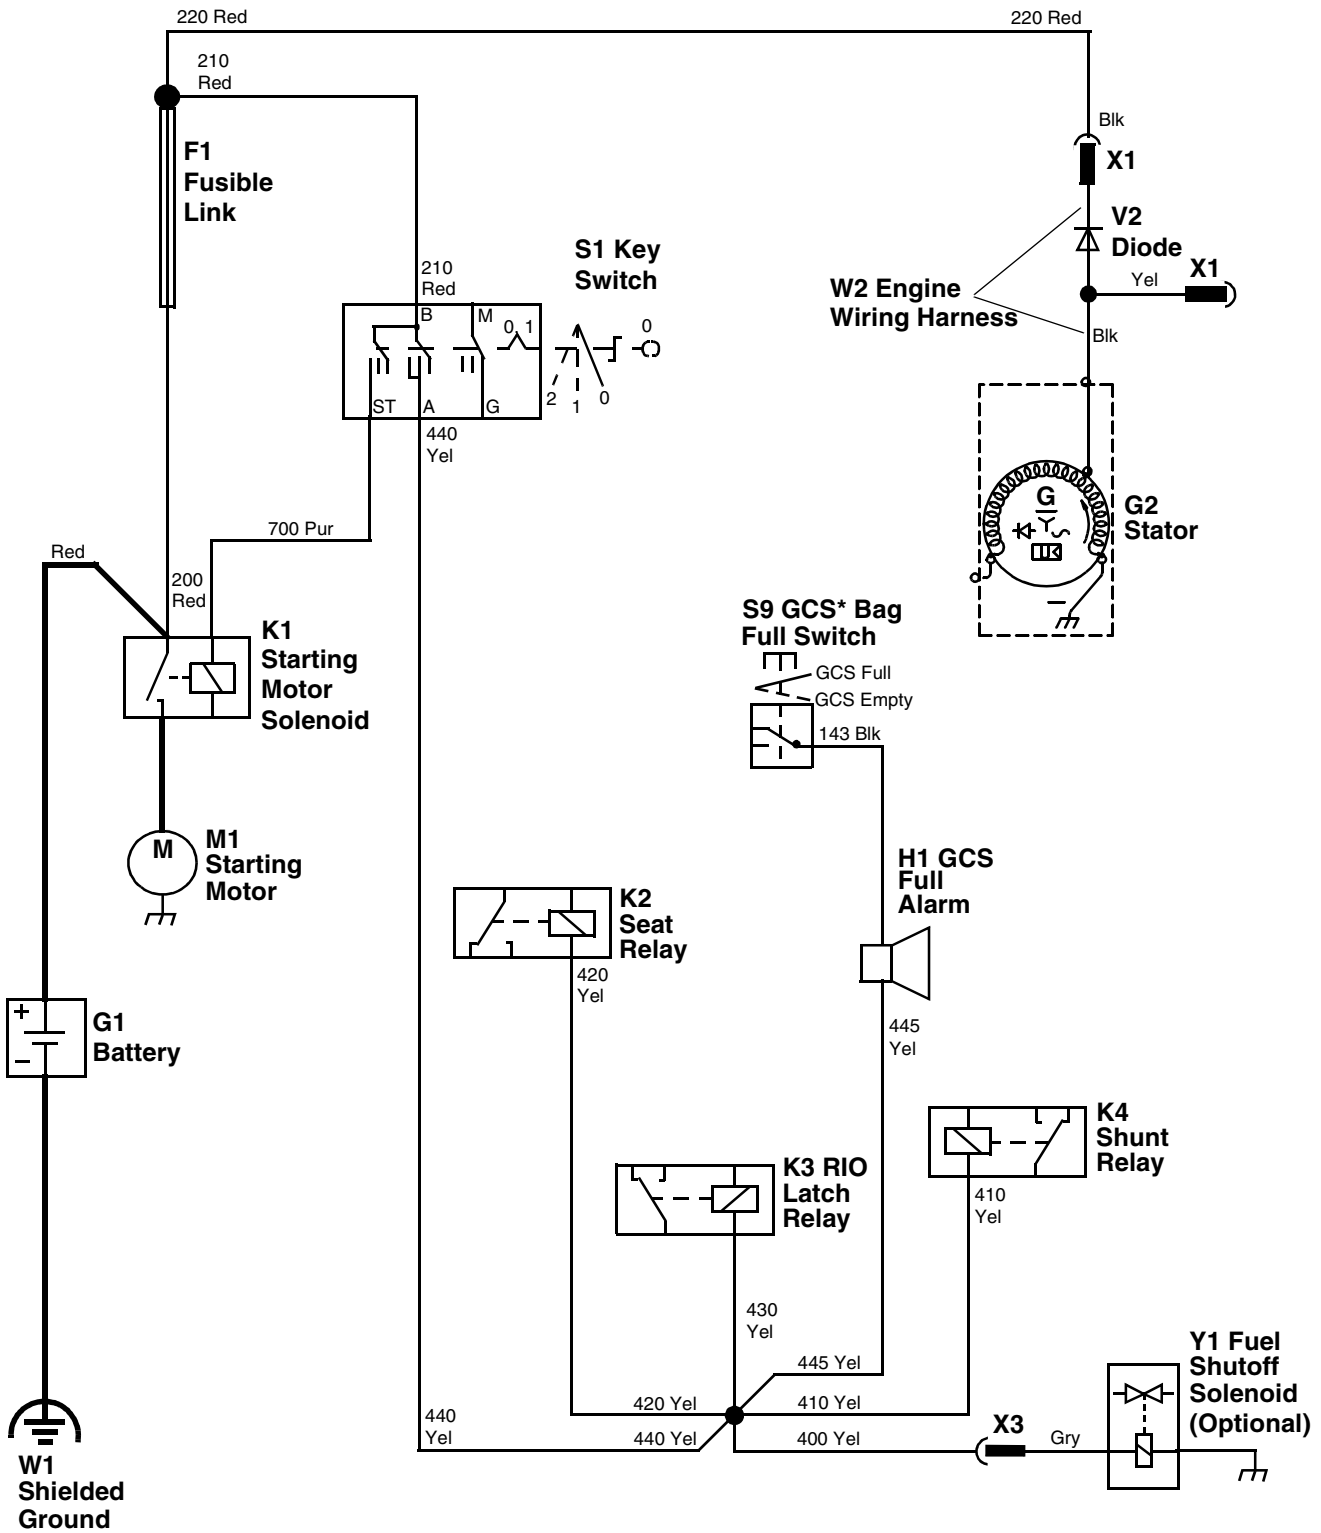 220 Red
220 Red
210
Red
Blk
X1
F1
Fusible
Link
V2
Diode
X1
Yel
S1 Key
Switch
210
Red
W2 Engine
Wiring Harness
Blk
B
M
0 1
0
2
1
0
ST
A
G
440
Yel
G
G2
Stator
700 Pur
Red
200
Red
S9 GCS* Bag
Full Switch
K1
Starting
Motor
Solenoid
GCS Full
GCS Empty
143 Blk
M
M1
Starting
Motor
H1 GCS
Full
Alarm
K2
Seat
Relay
420
Yel
+
–
G1
Battery
445
Yel
K4
Shunt
Relay
K3 RIO
Latch
Relay
410
Yel
430
Yel
Y1 Fuel
Shutoff
Solenoid
(Optional)
445 Yel
420 Yel
410 Yel
440
Yel
440 Yel
400 Yel
X3
Gry
W1
Shielded
Ground